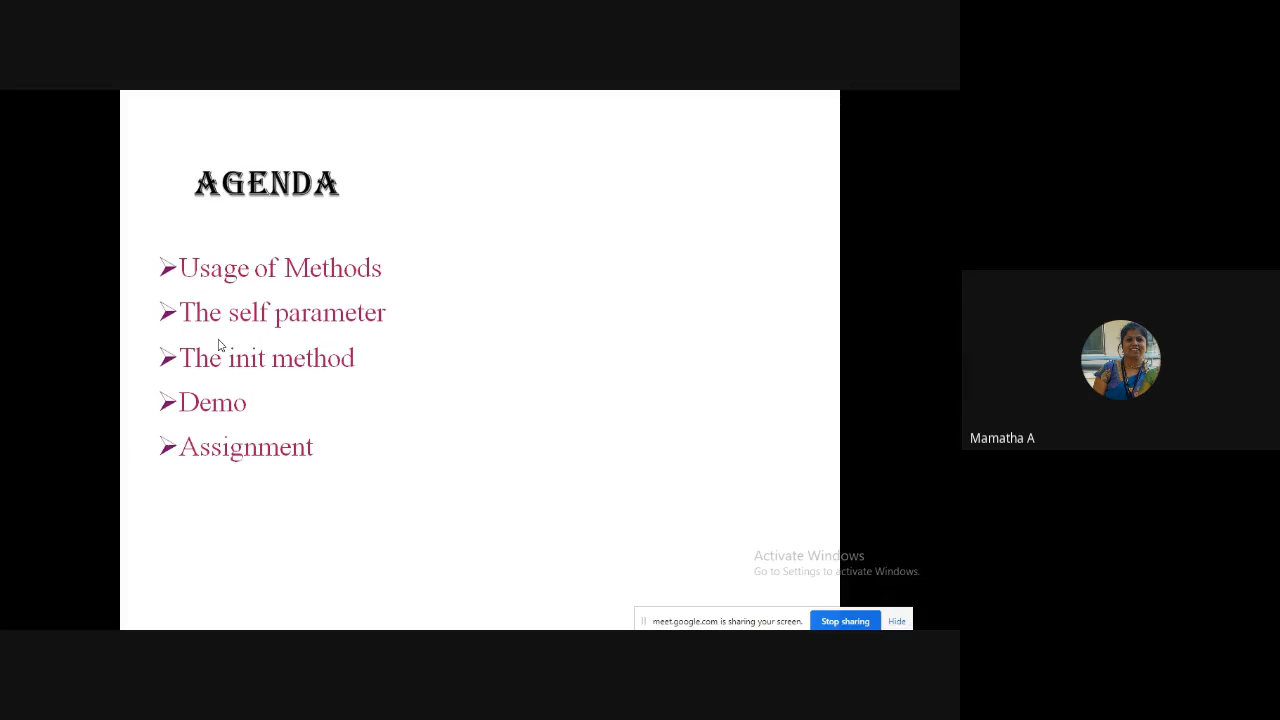 AGENDA
Usage of Methods
The self parameter
The init method
Demo
Assignment
Mamatha A
Activate Windows
Go to Settings to activate Windows.
meet.google.com is sharing your screen. Stop sharing Hide